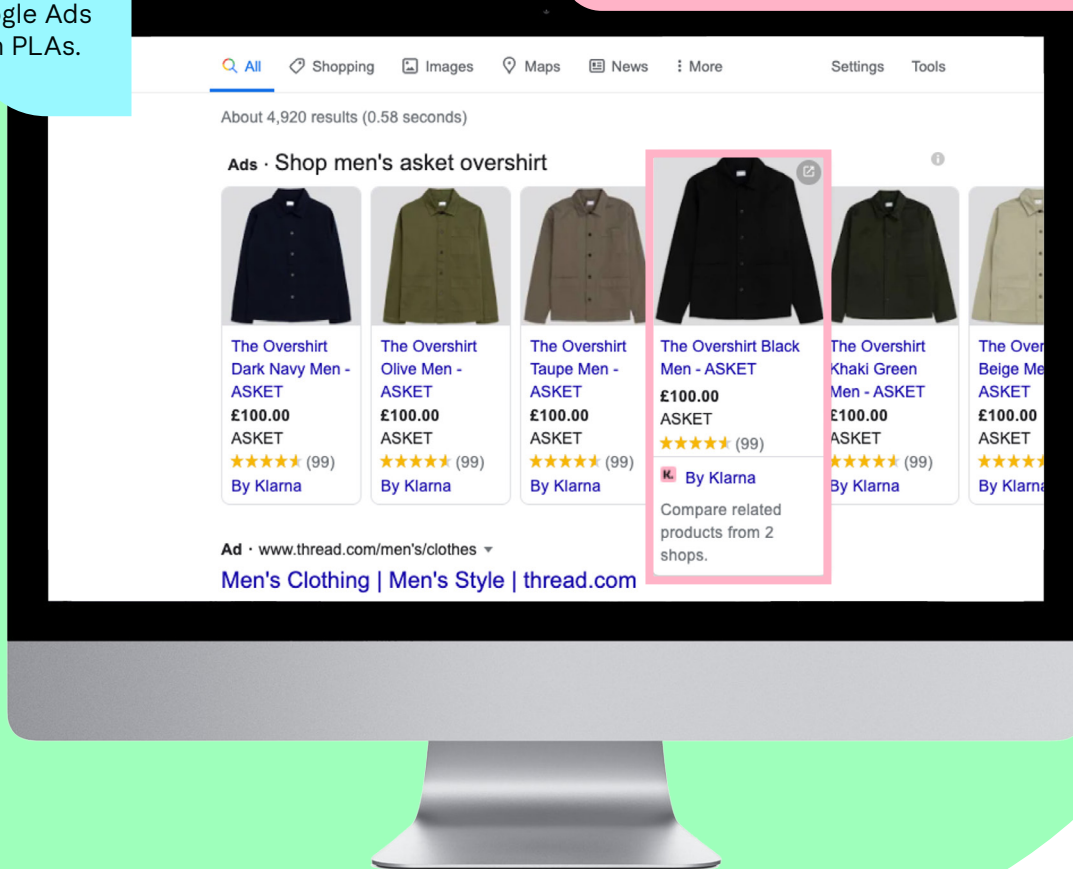 gle Ads
PLAs.
All Shopping Images Maps News More Settings Tools
About 4,920 results (0.58 seconds)
Ads · Shop men's asket overshirt
The Overshirt
Dark Navy Men -
ASKET
£100.00
ASKET
(99)
By Klarna
The Overshirt
Olive Men -
ASKET
£100.00
ASKET
(99)
By Klarna
The Overshirt
Taupe Men -
ASKET
£100.00
ASKET
(99)
By Klarna
The Overshirt Black
Men - ASKET
£100.00
ASKET
(99)
K. By Klarna
Compare related
products from 2
shops.
The Overshirt
Khaki Green
Men - ASKET
£100.00
ASKET
(99)
By Klarna
The Over
Beige Me
ASKET
£100.00
ASKET
By Klarna
Ad · www.thread.com/men's/clothes
Men's Clothing | Men's Style | thread.com